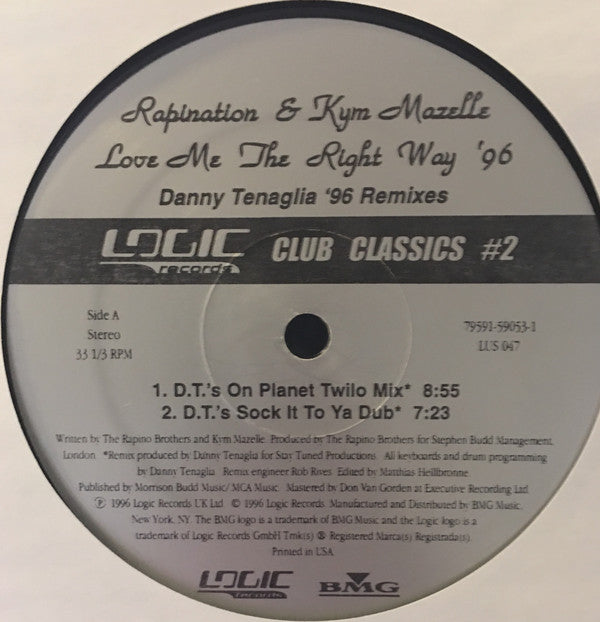 Rapination & Kym Mazelle
Love Me The Right Way '96
Danny Tenaglia '96 Remixes
LOGIC records CLUB CLASSICS #2
Side A
Stereo
33 1/3 RPM
79591-59053-1
LUS 047
1. D.T.'s On Planet Twilo Mix* 8:55
2. D.T.'s Sock It To Ya Dub* 7:23
Written by The Rapino Brothers and Kym Mazelle. Produced by The Rapino Brothers for Stephen Budd Management,
London. *Remix produced by Danny Tenaglia for Stay Tuned Productions. All keyboards and drum programming
by Danny Tenaglia. Remix engineer Rob Rives. Edited by Matthias Heillbronne.
Published by Morrison Budd Music/ MCA Music. Mastered by Don Van Gorden at Executive Recording Ltd.
℗ 1996 Logic Records UK Ltd © 1996 Logic Records. Manufactured and Distributed by BMG Music,
New York, NY. The BMG logo is a trademark of BMG Music and the Logic logo is a
trademark of Logic Records GmbH Tmk(s) ® Registered Marca(s) Registrada(s).
Printed in USA
LOGIC records BMG